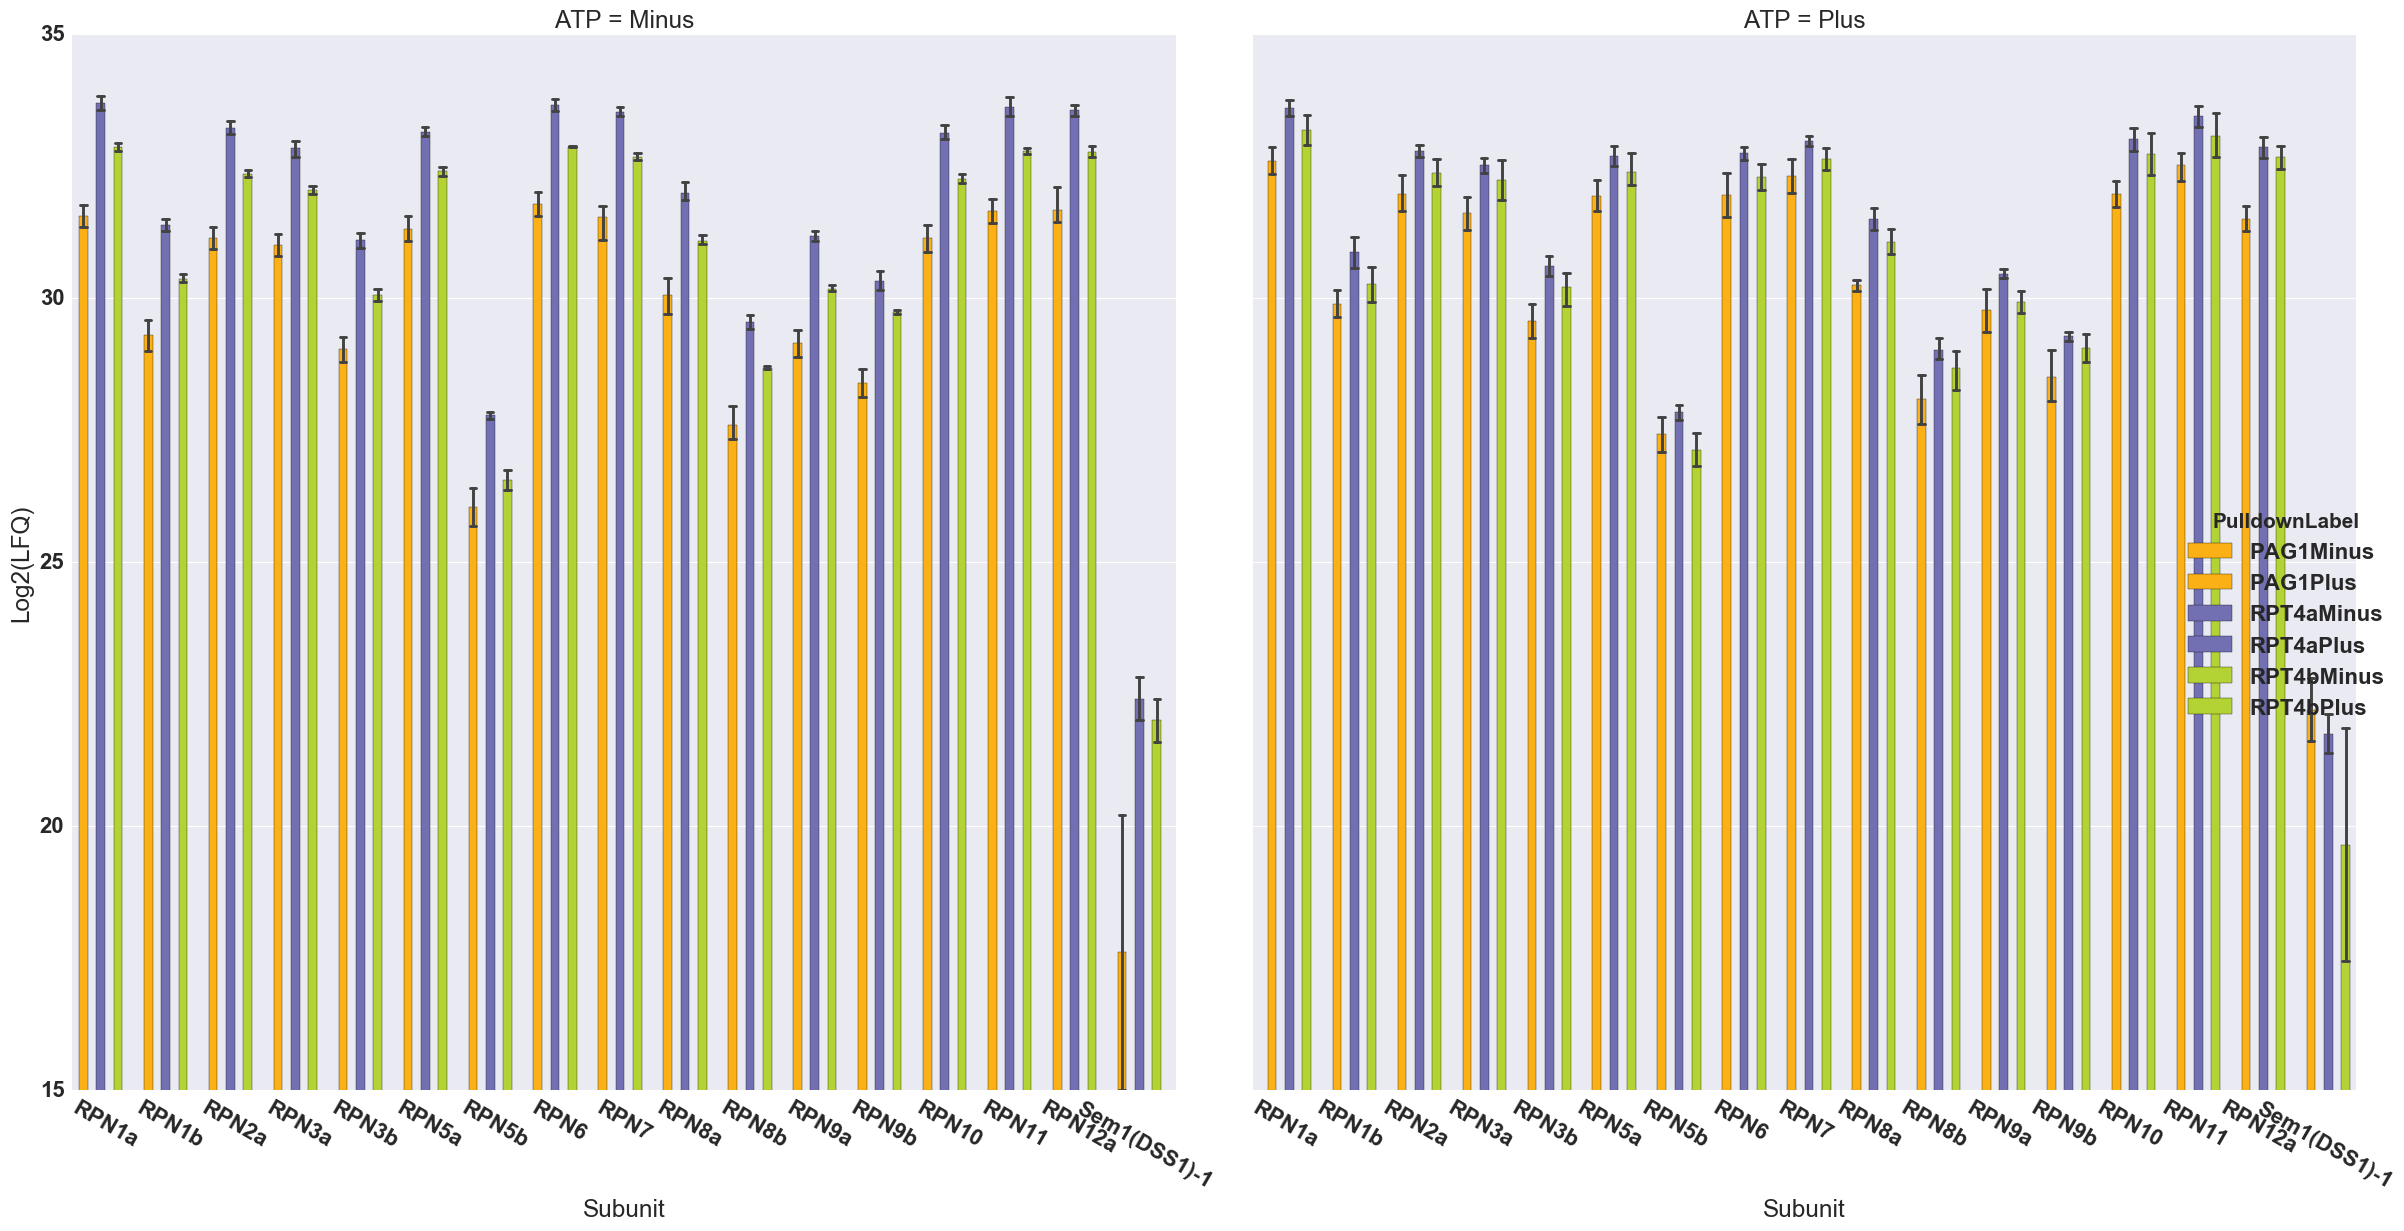 ATP = Minus
ATP = Plus
Log2(LFQ)
35
30
25
20
15
RPN1a
RPN1b
RPN2a
RPN3a
RPN3b
RPN5a
RPN5b
RPN6
RPN7
RPN8a
RPN8b
RPN9a
RPN9b
RPN10
RPN11
RPN12a
Sem1(DSS1)-1
Subunit
RPN1a
RPN1b
RPN2a
RPN3a
RPN3b
RPN5a
RPN5b
RPN6
RPN7
RPN8a
RPN8b
RPN9a
RPN9b
RPN10
RPN11
RPN12a
Sem1(DSS1)-1
Subunit
PulldownLabel
PAG1Minus
PAG1Plus
RPT4aMinus
RPT4aPlus
RPT4bMinus
RPT4bPlus